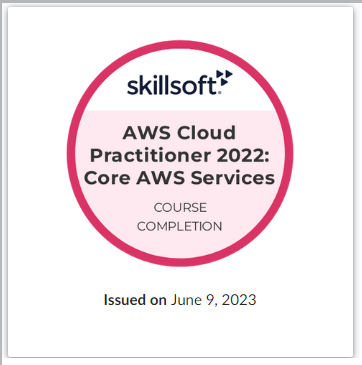 skillsoft
AWS Cloud
Practitioner 2022:
Core AWS Services
COURSE
COMPLETION
Issued on June 9, 2023